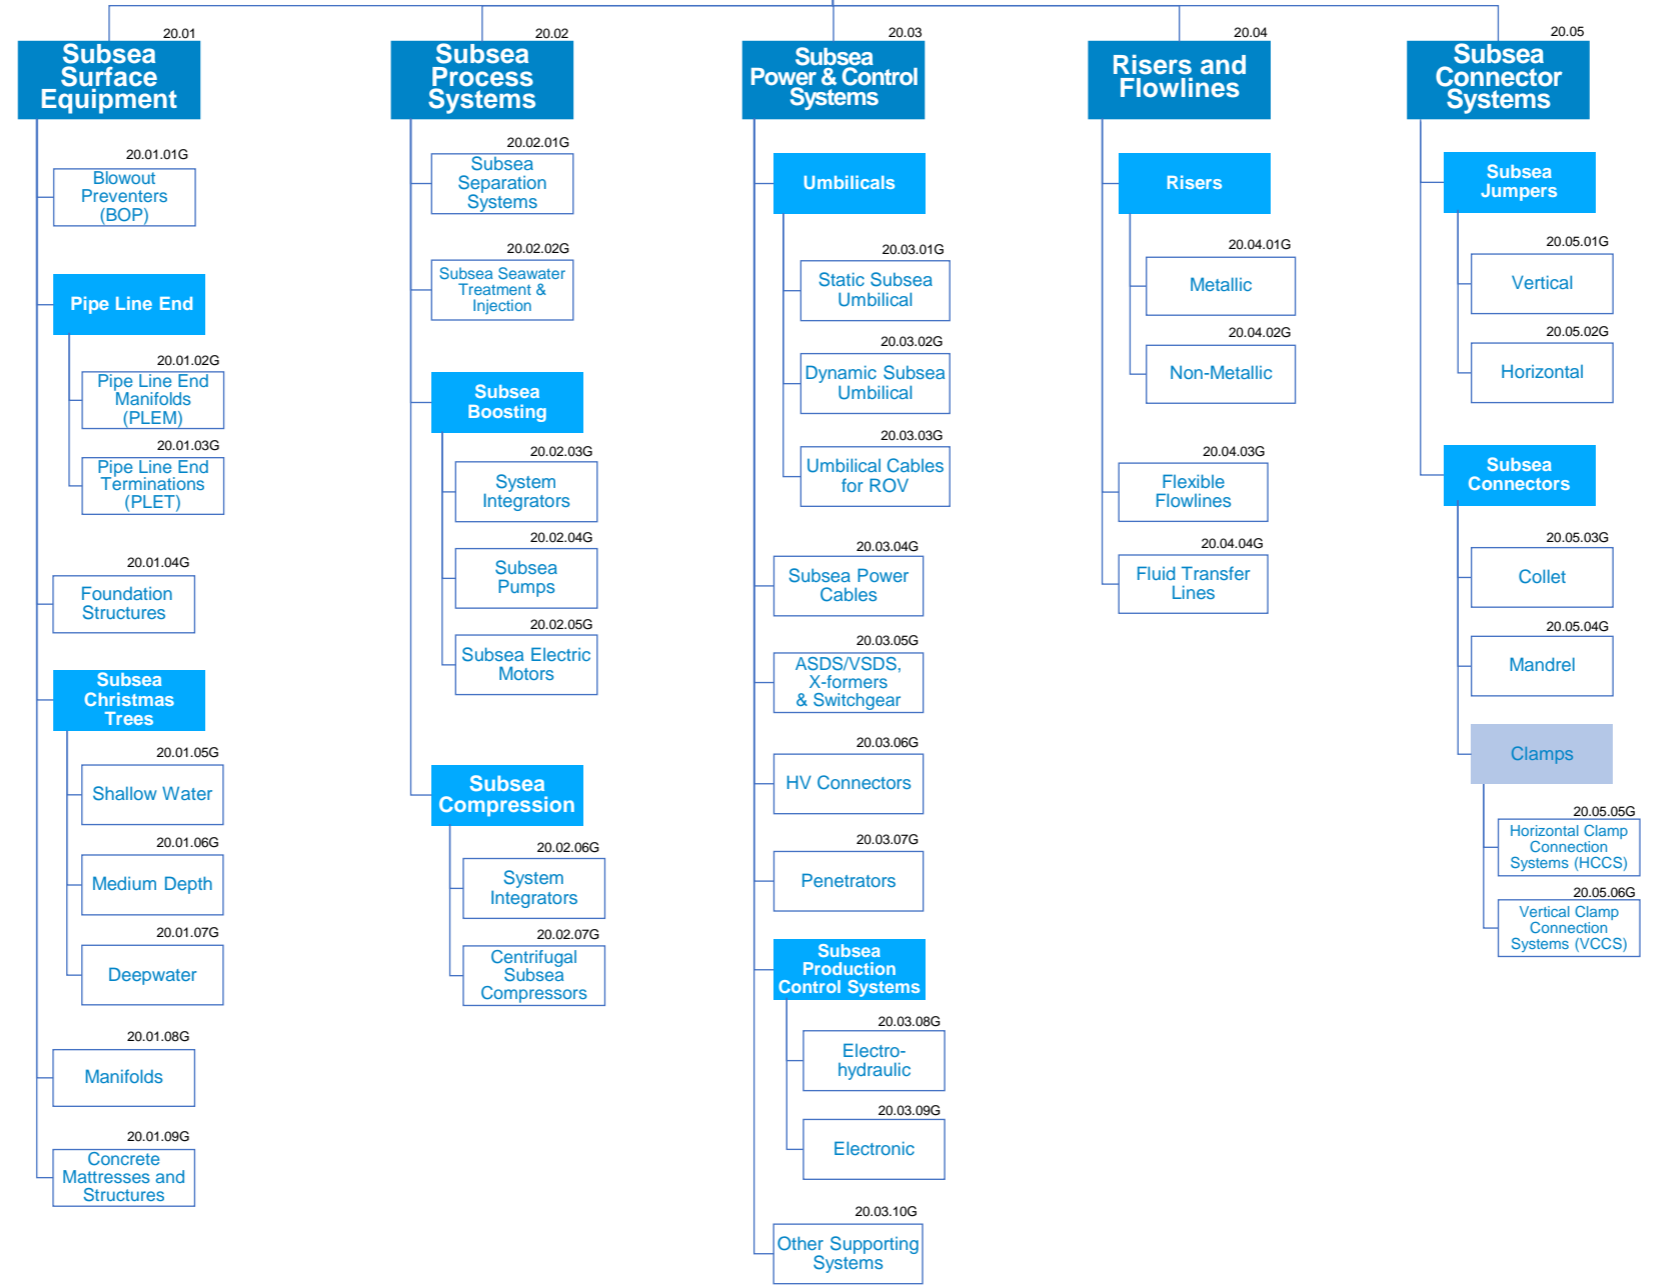 20.01
Subsea
Surface
Equipment
20.01.01G
Blowout
Preventers
(BOP)
Pipe Line End
20.01.02G
Pipe Line End
Manifolds
(PLEM)
20.01.03G
Pipe Line End
Terminations
(PLET)
20.01.04G
Foundation
Structures
Subsea
Christmas
Trees
20.01.05G
Shallow Water
20.01.06G
Medium Depth
20.01.07G
Deepwater
20.01.08G
Manifolds
20.01.09G
Concrete
Mattresses and
Structures
20.02
Subsea
Process
Systems
20.02.01G
Subsea
Separation
Systems
20.02.02G
Subsea Seawater
Treatment &
Injection
Subsea
Boosting
20.02.03G
System
Integrators
20.02.04G
Subsea
Pumps
20.02.05G
Subsea Electric
Motors
Subsea
Compression
20.02.06G
System
Integrators
20.02.07G
Centrifugal
Subsea
Compressors
20.03
Subsea
Power & Control
Systems
Umbilicals
20.03.01G
Static Subsea
Umbilical
20.03.02G
Dynamic Subsea
Umbilical
20.03.03G
Umbilical Cables
for ROV
20.03.04G
Subsea Power
Cables
20.03.05G
ASDS/VSDS,
X-formers
& Switchgear
20.03.06G
HV Connectors
20.03.07G
Penetrators
Subsea
Production
Control Systems
20.03.08G
Electro-
hydraulic
20.03.09G
Electronic
20.03.10G
Other Supporting
Systems
20.04
Risers and
Flowlines
Risers
20.04.01G
Metallic
20.04.02G
Non-Metallic
20.04.03G
Flexible
Flowlines
20.04.04G
Fluid Transfer
Lines
20.05
Subsea
Connector
Systems
Subsea
Jumpers
20.05.01G
Vertical
20.05.02G
Horizontal
Subsea
Connectors
20.05.03G
Collet
20.05.04G
Mandrel
Clamps
20.05.05G
Horizontal Clamp
Connection
Systems (HCCS)
20.05.06G
Vertical Clamp
Connection
Systems (VCCS)